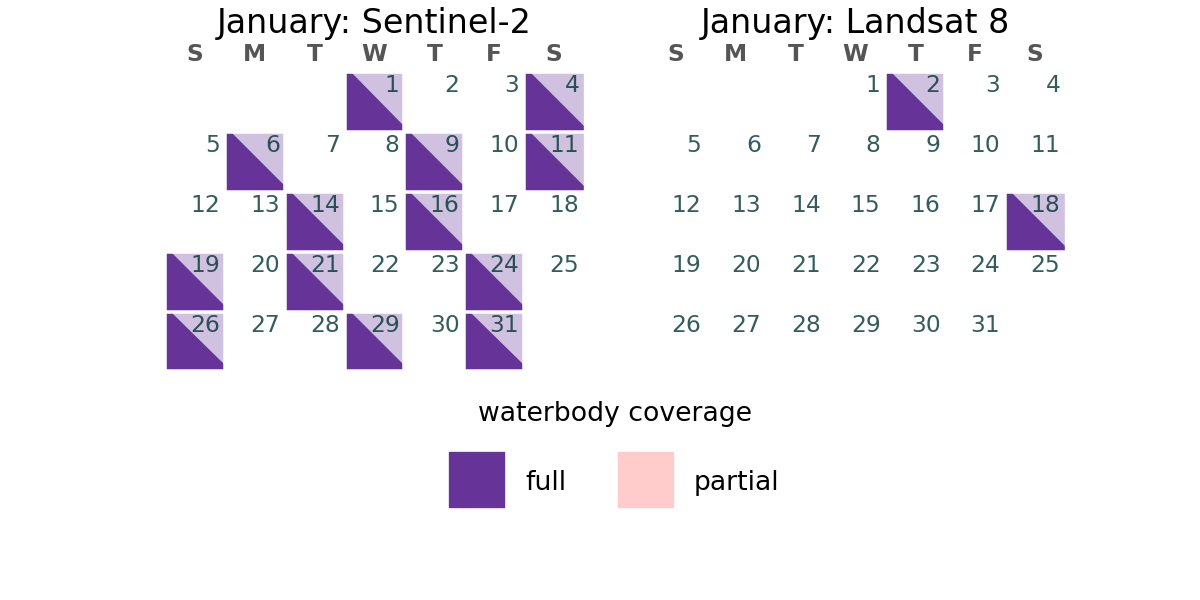 January: Sentinel-2
S M T W T F S
1 2 3 4
5 6 7 8 9 10 11
12 13 14 15 16 17 18
19 20 21 22 23 24 25
26 27 28 29 30 31
January: Landsat 8
S M T W T F S
1 2 3 4
5 6 7 8 9 10 11
12 13 14 15 16 17 18
19 20 21 22 23 24 25
26 27 28 29 30 31
waterbody coverage
full partial